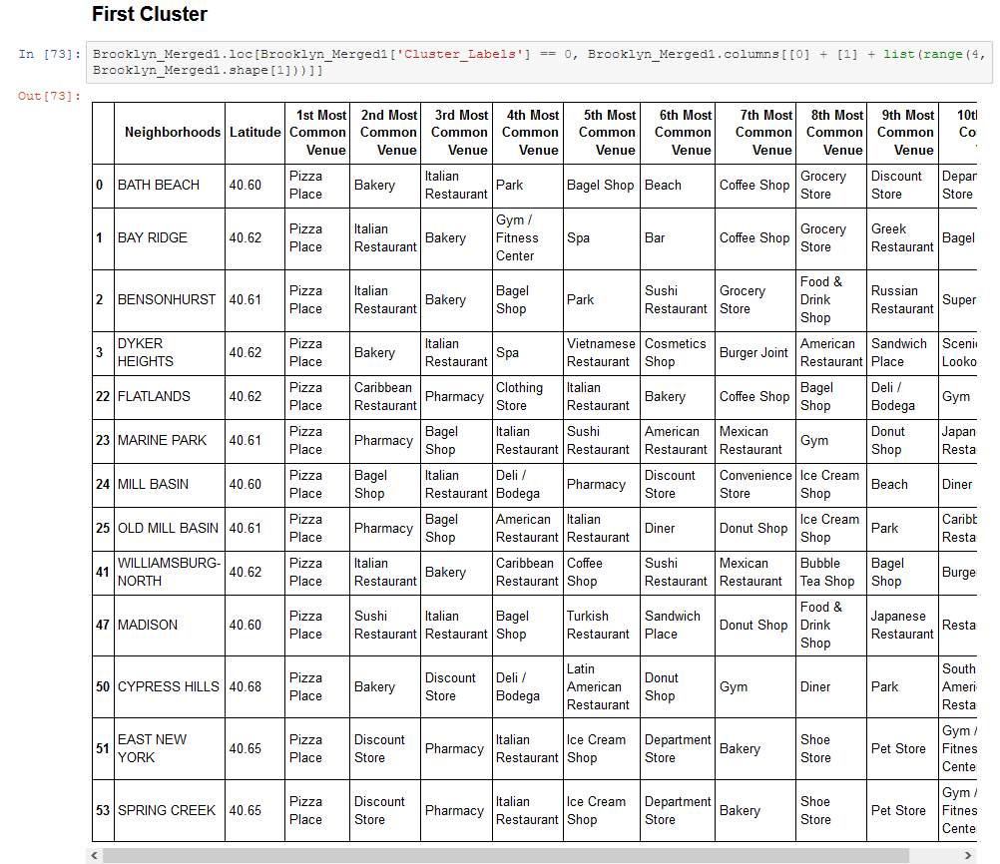 First Cluster
In [73]: Brooklyn_Merged1.loc[Brooklyn_Merged1['Cluster_Labels'] == 0, Brooklyn_Merged1.columns[[0] + [1] + list(range(4,
Brooklyn_Merged1.shape[1]))]]
Out[73]:
Neighborhoods Latitude 1st Most Common Venue 2nd Most Common Venue 3rd Most Common Venue 4th Most Common Venue 5th Most Common Venue 6th Most Common Venue 7th Most Common Venue 8th Most Common Venue 9th Most Common Venue
0 BATH BEACH 40.60 Pizza Place Bakery Italian Restaurant Park Bagel Shop Beach Coffee Shop Grocery Store Discount Store Store
1 BAY RIDGE 40.62 Pizza Place Italian Restaurant Bakery Gym / Fitness Center Spa Bar Coffee Shop Grocery Store Greek Restaurant Bagel
2 BENSONHURST 40.61 Pizza Place Italian Restaurant Bakery Bagel Shop Park Sushi Restaurant Grocery Store Food & Drink Shop Russian Restaurant Super
3 DYKER HEIGHTS 40.62 Pizza Place Bakery Italian Restaurant Spa Vietnamese Restaurant Cosmetics Shop Burger Joint American Restaurant Sandwich Place
22 FLATLANDS 40.62 Pizza Place Caribbean Restaurant Pharmacy Clothing Store Italian Restaurant Bakery Coffee Shop Bagel Shop Deli / Bodega Gym
23 MARINE PARK 40.61 Pizza Place Pharmacy Bagel Shop Italian Restaurant Sushi Restaurant American Restaurant Mexican Restaurant Gym Donut Shop
24 MILL BASIN 40.60 Pizza Place Bagel Shop Italian Restaurant Deli / Bodega Pharmacy Discount Store Convenience Store Ice Cream Shop Beach Diner
25 OLD MILL BASIN 40.61 Pizza Place Pharmacy Bagel Shop American Restaurant Italian Restaurant Diner Donut Shop Ice Cream Shop Park
41 WILLIAMSBURG-NORTH 40.62 Pizza Place Italian Restaurant Bakery Caribbean Restaurant Coffee Shop Sushi Restaurant Mexican Restaurant Bubble Tea Shop Bagel Shop
47 MADISON 40.60 Pizza Place Sushi Restaurant Italian Restaurant Bagel Shop Turkish Restaurant Sandwich Place Donut Shop Food & Drink Shop Japanese Restaurant
50 CYPRESS HILLS 40.68 Pizza Place Bakery Discount Store Deli / Bodega Latin American Restaurant Donut Shop Gym Diner Park South
51 EAST NEW YORK 40.65 Pizza Place Discount Store Pharmacy Italian Restaurant Ice Cream Shop Department Store Bakery Shoe Store Pet Store Gym /
53 SPRING CREEK 40.65 Pizza Place Discount Store Pharmacy Italian Restaurant Ice Cream Shop Department Store Bakery Shoe Store Pet Store Gym /